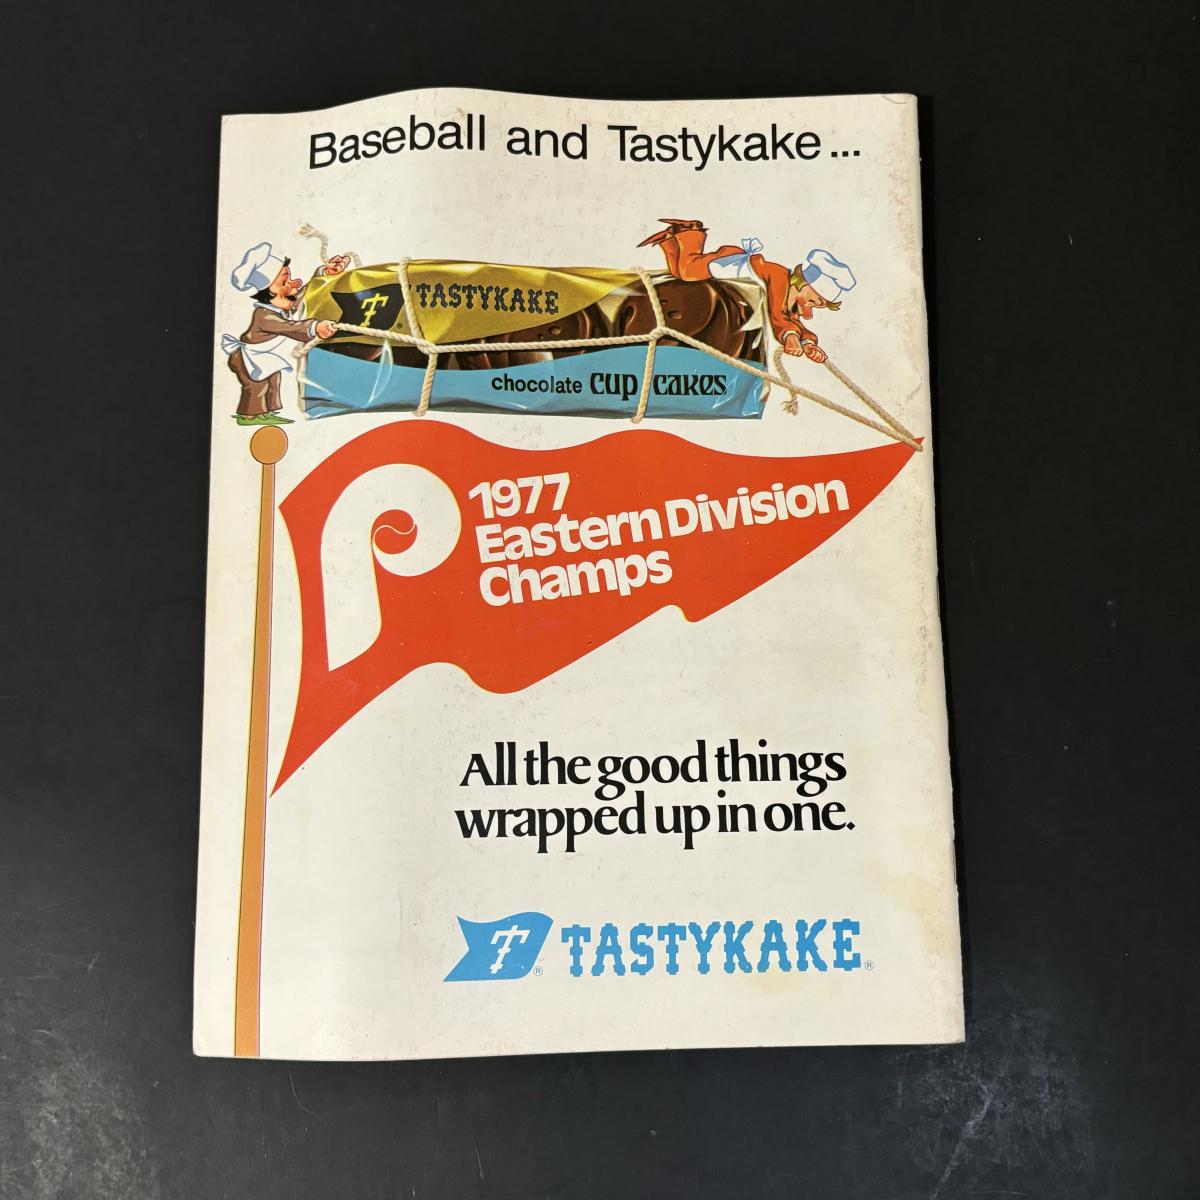 Baseball and Tastykake...
T® TASTYKAKE
chocolate cup cakes
P
1977
Eastern Division
Champs
All the good things
wrapped up in one.
T® TASTYKAKE®